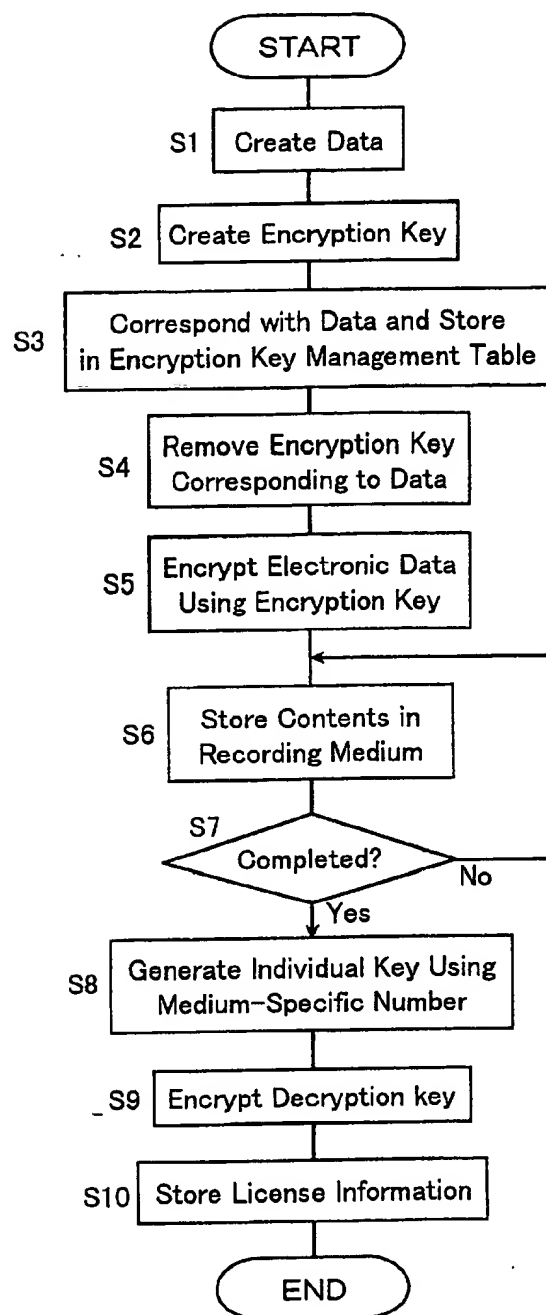 START
S1
Create Data
S2
Create Encryption Key
S3
Correspond with Data and Store
in Encryption Key Management Table
S4
Remove Encryption Key
Corresponding to Data
S5
Encrypt Electronic Data
Using Encryption Key
S6
Store Contents in
Recording Medium
S7
Completed?
No
Yes
S8
Generate Individual Key Using
Medium-Specific Number
S9
Encrypt Decryption key
S10
Store License Information
END